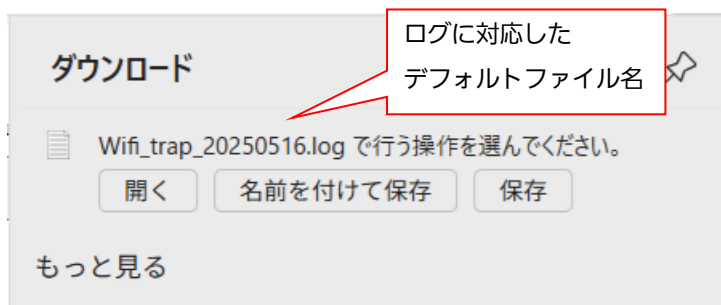 ログに対応した
デフォルトファイル名
ダウンロード
Wifi_trap_20250516.log で行う操作を選んでください。
開く
名前を付けて保存
保存
もっと見る